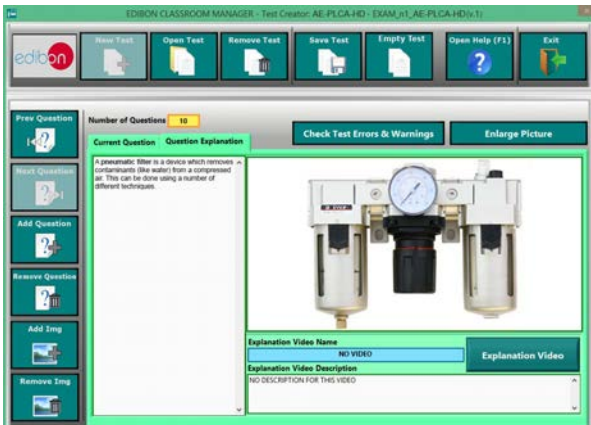 EDIBON CLASSROOM MANAGER - Test Creator: AE-PLCA-HD - EXAM_n1_AE-PLCA-HD(v.1)
edibon
New Test
Open Test
Remove Test
Save Test
Empty Test
Open Help (F1)
Exit
Prev Question
Number of Questions 10
Current Question
Question Explanation
Check Test Errors & Warnings
Enlarge Picture
A pneumatic filter is a device which removes
contaminants (like water) from a compressed
air. This can be done using a number of
different techniques.
Next Question
Add Question
Remove Question
Add Img
Remove Img
Explanation Video Name
NO VIDEO
Explanation Video
Explanation Video Description
NO DESCRIPTION FOR THIS VIDEO